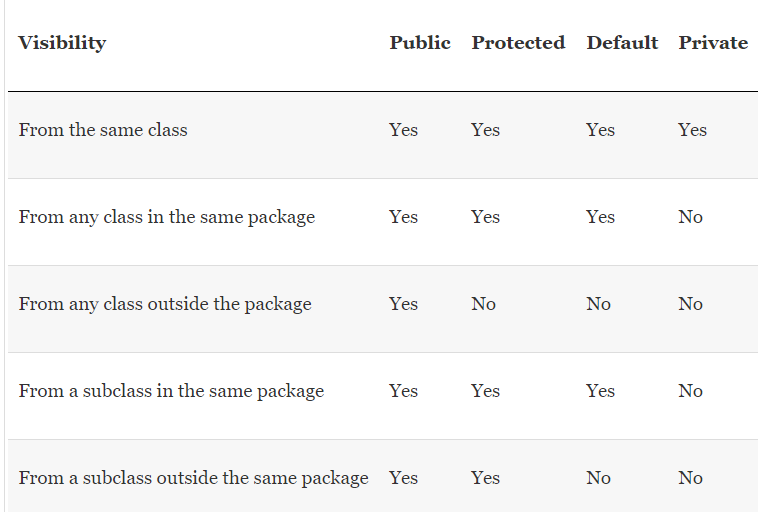 Visibility Public Protected Default Private
From the same class Yes Yes Yes Yes
From any class in the same package Yes Yes Yes No
From any class outside the package Yes No No No
From a subclass in the same package Yes Yes Yes No
From a subclass outside the same package Yes Yes No No